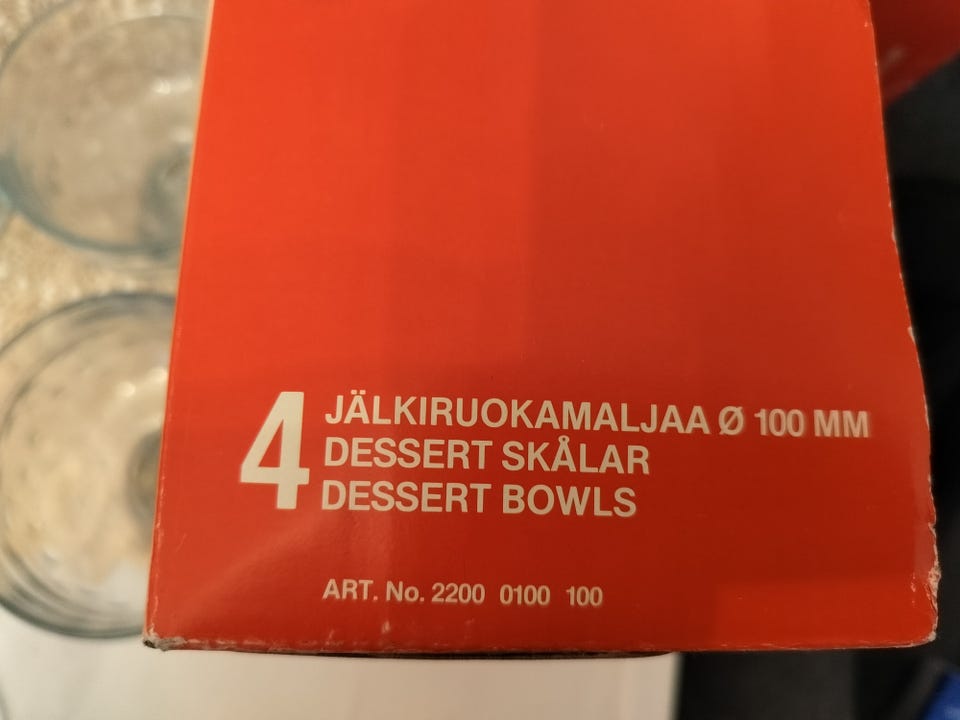 4
JÄLKIRUOKAMALJAA Ø 100 MM
DESSERT SKÅLAR
DESSERT BOWLS
ART. No. 2200 0100 100